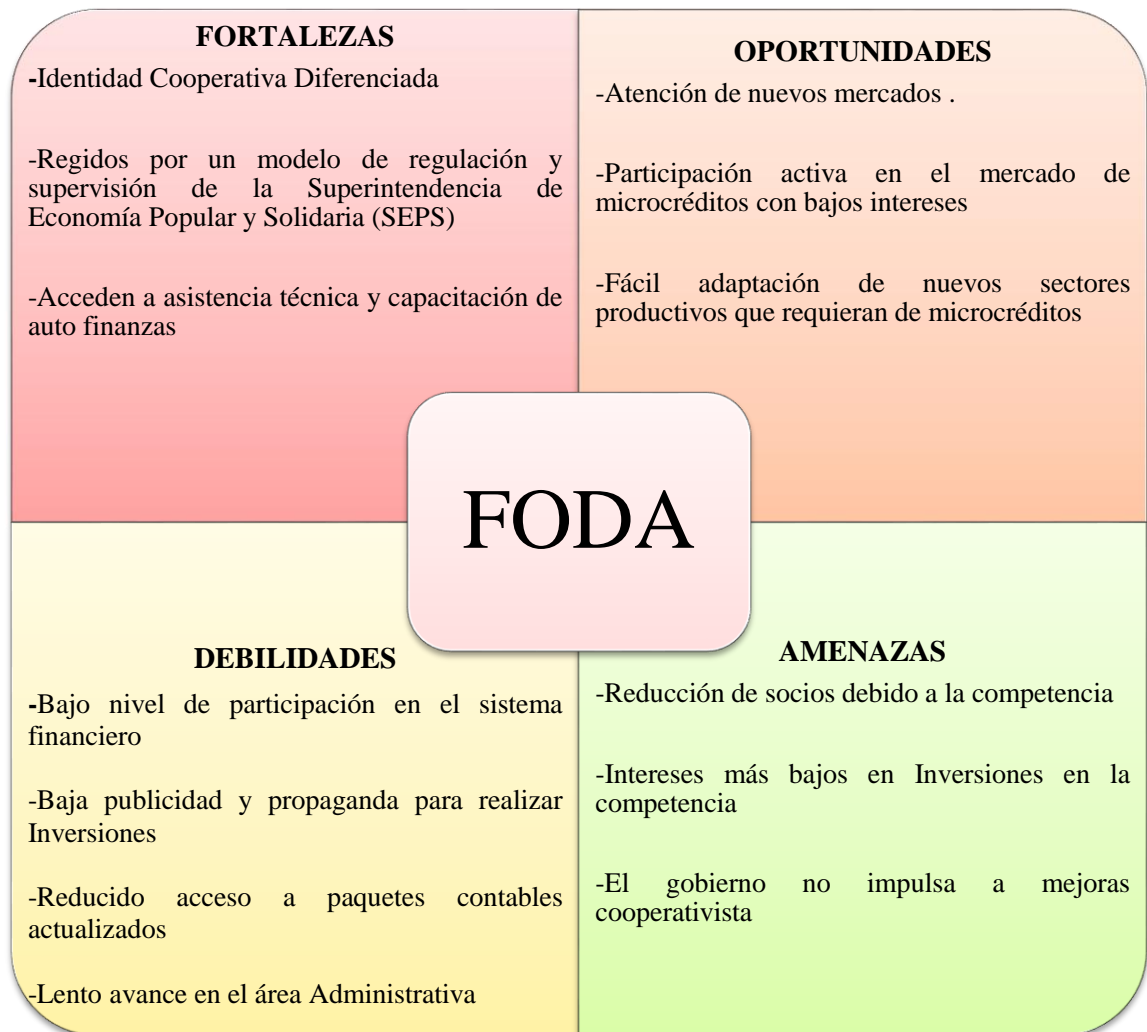 FORTALEZAS
-Identidad Cooperativa Diferenciada
-Regidos por un modelo de regulación y
supervisión de la Superintendencia de
Economía Popular y Solidaria (SEPS)
-Acceden a asistencia técnica y capacitación de
auto finanzas
OPORTUNIDADES
-Atención de nuevos mercados .
-Participación activa en el mercado de
microcréditos con bajos intereses
-Fácil adaptación de nuevos sectores
productivos que requieran de microcréditos
FODA
DEBILIDADES
-Bajo nivel de participación en el sistema
financiero
-Baja publicidad y propaganda para realizar
Inversiones
-Reducido acceso a paquetes contables
actualizados
-Lento avance en el área Administrativa
AMENAZAS
-Reducción de socios debido a la competencia
-Intereses más bajos en Inversiones en la
competencia
-El gobierno no impulsa a mejoras
cooperativista